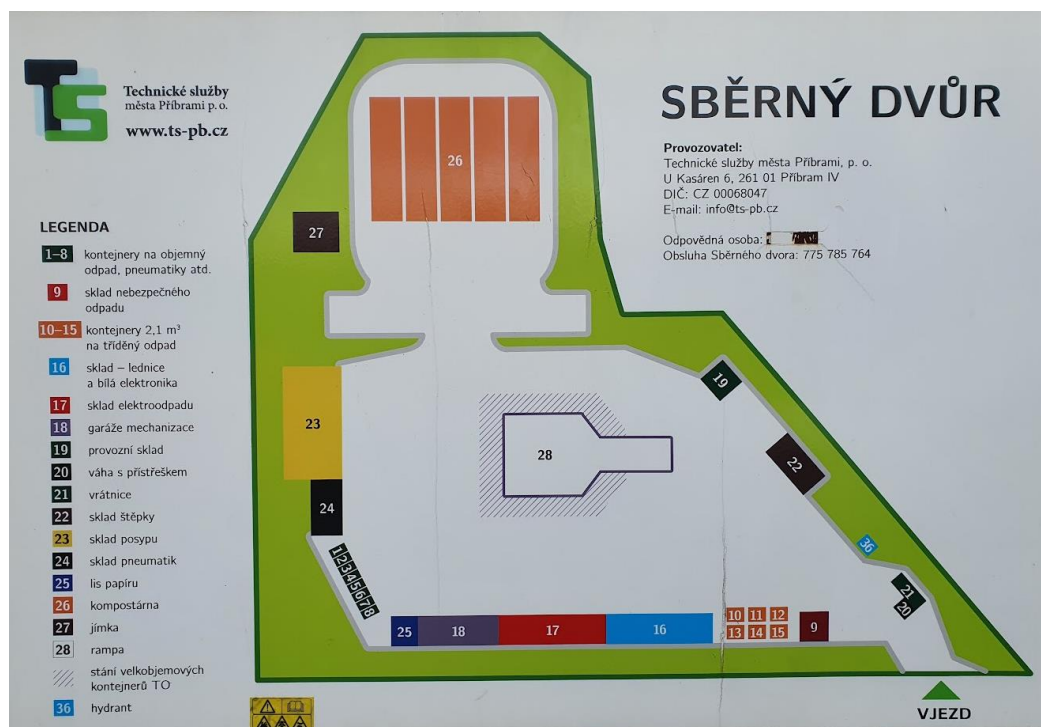 TS
Technické služby
města Příbrami p. o.
www.ts-pb.cz
SBĚRNÝ DVŮR
Provozovatel:
Technické služby města Příbrami, p. o.
U Kasáren 6, 261 01 Příbram IV
DIČ: CZ 00068047
E-mail: info@ts-pb.cz
Odpovědná osoba:
Obsluha Sběrného dvora: 775 785 764
LEGENDA
1–8 kontejnery na objemný
odpad, pneumatiky atd.
9 sklad nebezpečného
odpadu
10–15 kontejnery 2,1 m³
na tříděný odpad
16 sklad – lednice
a bílá elektronika
17 sklad elektroodpadu
18 garáže mechanizace
19 provozní sklad
20 váha s přístřeškem
21 vrátnice
22 sklad štěpky
23 sklad posypu
24 sklad pneumatik
25 lis papíru
26 kompostárna
27 jímka
28 rampa
stání velkobjemových
kontejnerů TO
36 hydrant
26
27
19
23
28
22
24
36
1
2
3
4
5
6
7
8
21
20
25
18
17
16
10 11 12
13 14 15
9
VJEZD